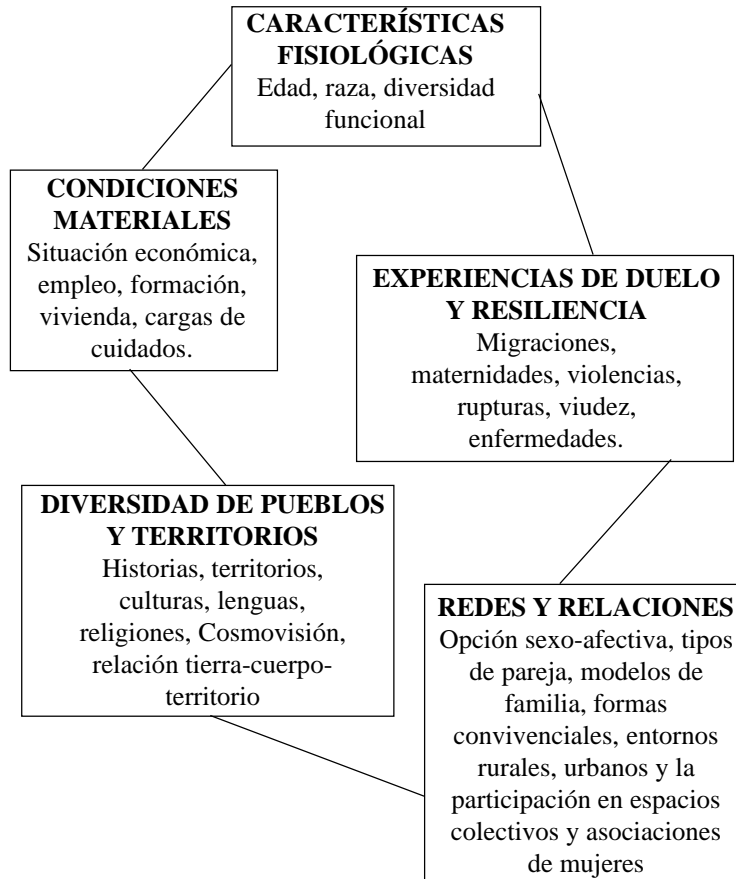 CARACTERÍSTICAS
FISIOLÓGICAS
Edad, raza, diversidad
funcional
CONDICIONES
MATERIALES
Situación económica,
empleo, formación,
vivienda, cargas de
cuidados.
EXPERIENCIAS DE DUELO
Y RESILIENCIA
Migraciones,
maternidades, violencias,
rupturas, viudez,
enfermedades.
DIVERSIDAD DE PUEBLOS
Y TERRITORIOS
Historias, territorios,
culturas, lenguas,
religiones, Cosmovisión,
relación tierra-cuerpo-
territorio
REDES Y RELACIONES
Opción sexo-afectiva, tipos
de pareja, modelos de
familia, formas
convivenciales, entornos
rurales, urbanos y la
participación en espacios
colectivos y asociaciones
de mujeres